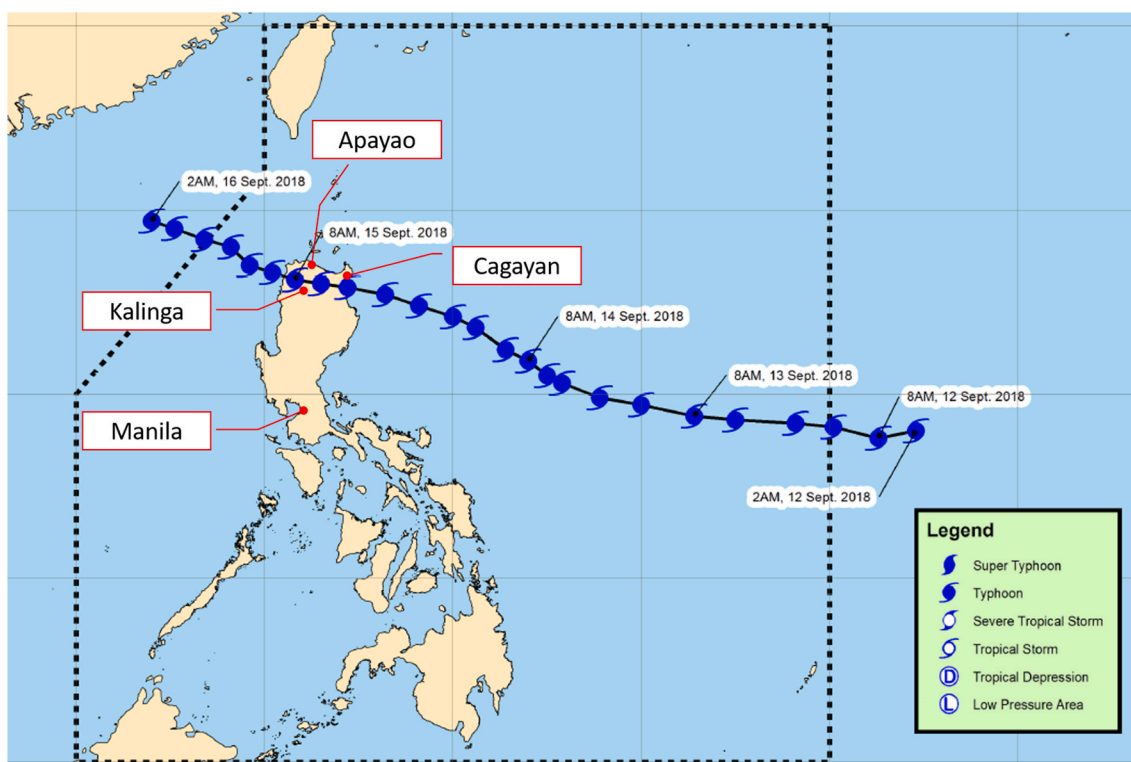 Apayao
2AM, 16 Sept. 2018
8AM, 15 Sept. 2018
Cagayan
Kalinga
8AM, 14 Sept. 2018
8AM, 13 Sept. 2018
8AM, 12 Sept. 2018
Manila
2AM, 12 Sept. 2018
Legend
Super Typhoon
Typhoon
Severe Tropical Storm
Tropical Storm
D Tropical Depression
L Low Pressure Area